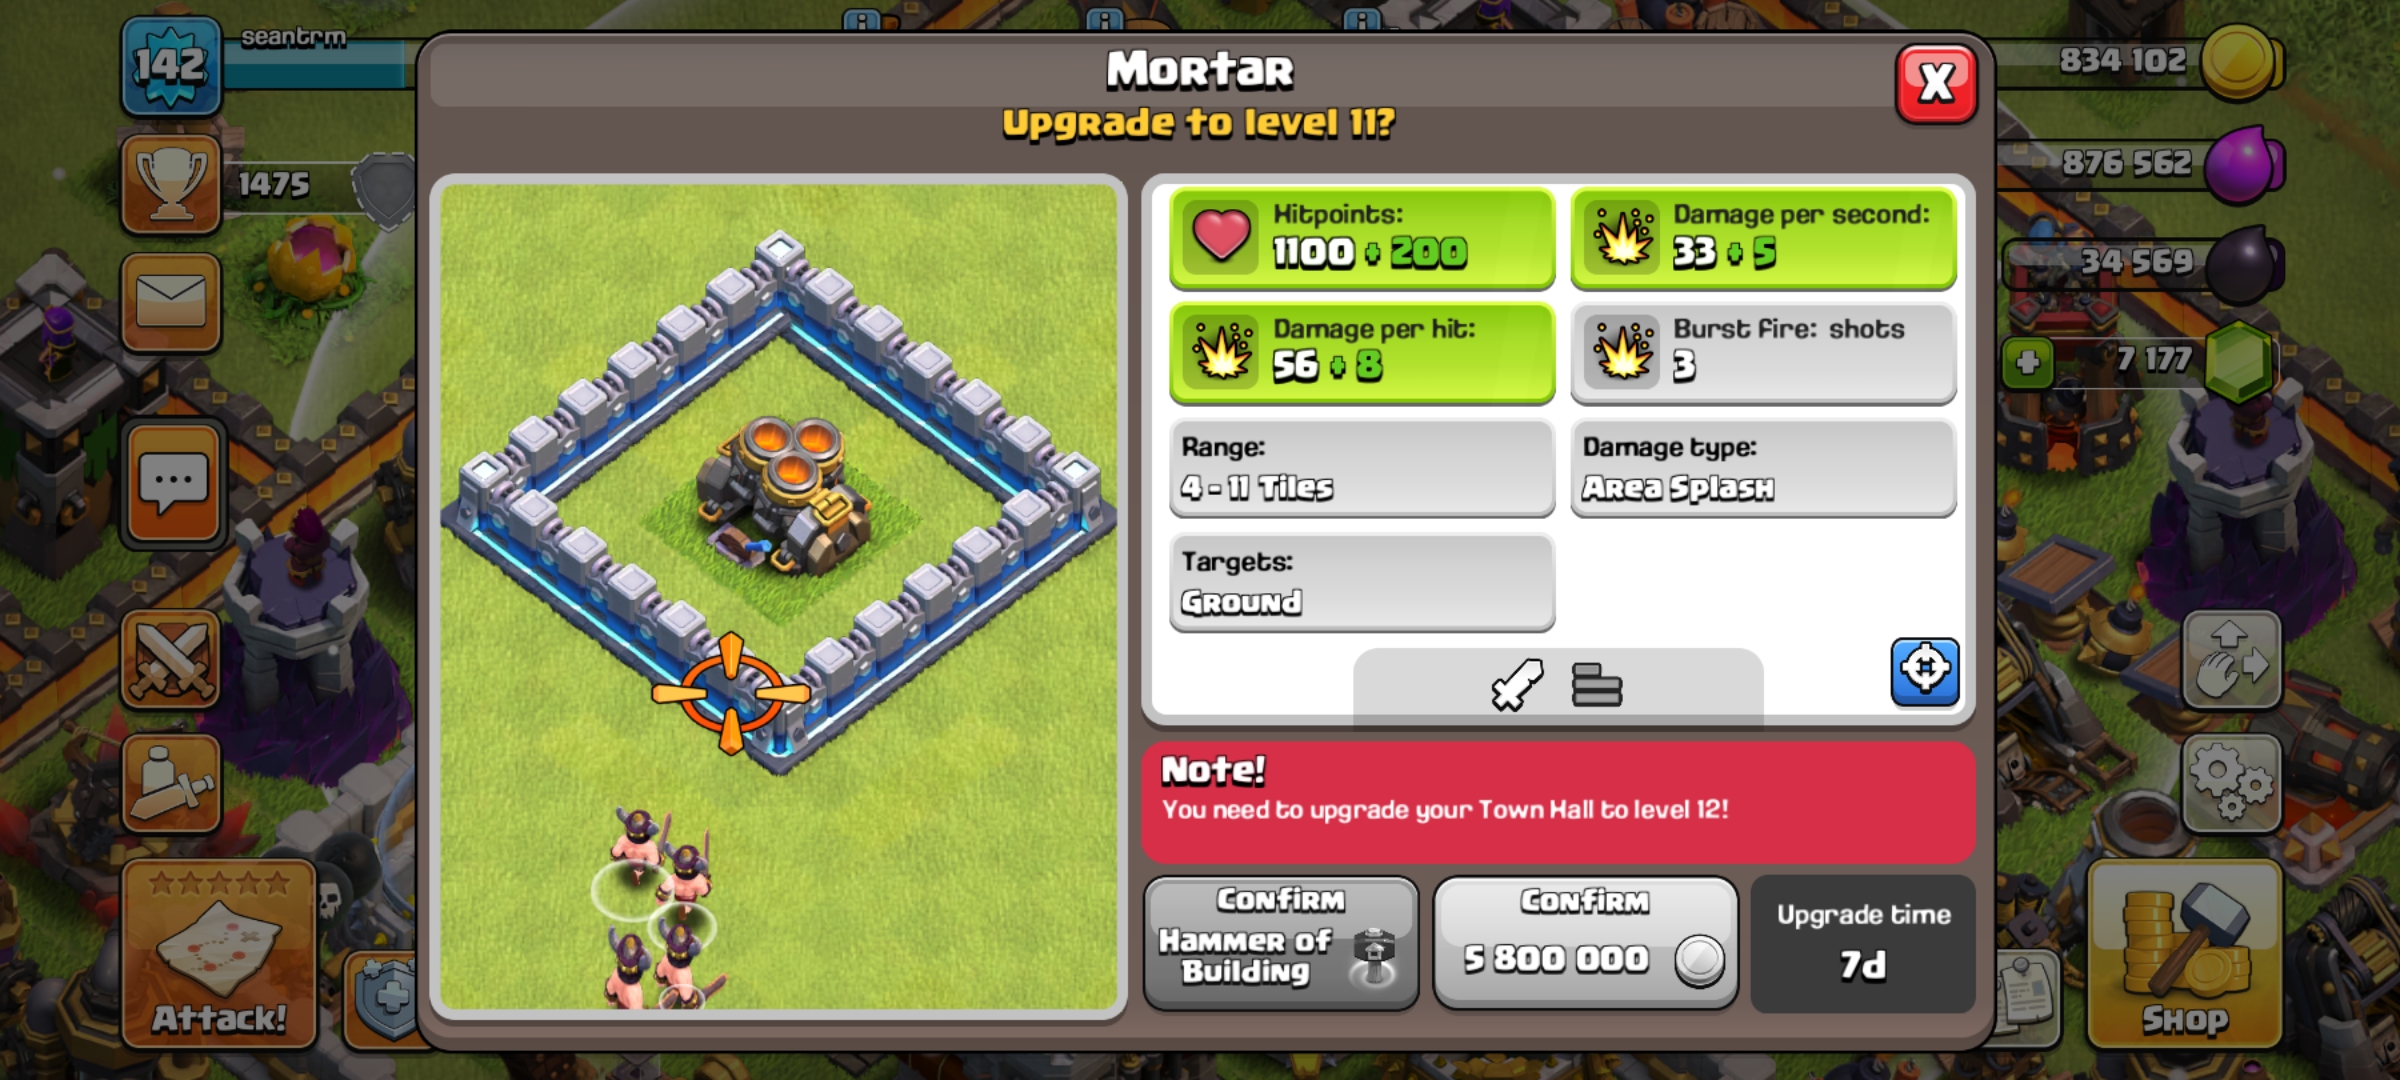 142
seantrm
1475
Attack!
Mortar
Upgrade to level 11?
X
Hitpoints:
1100 + 200
Damage per second:
33 + 5
Damage per hit:
56 + 8
Burst fire: shots
3
Range:
4 - 11 Tiles
Damage type:
Area Splash
Targets:
Ground
Note!
You need to upgrade your Town Hall to level 12!
Confirm
Hammer of
Building
Confirm
5 800 000
Upgrade time
7d
834 102
876 562
34 569
7 177
Shop